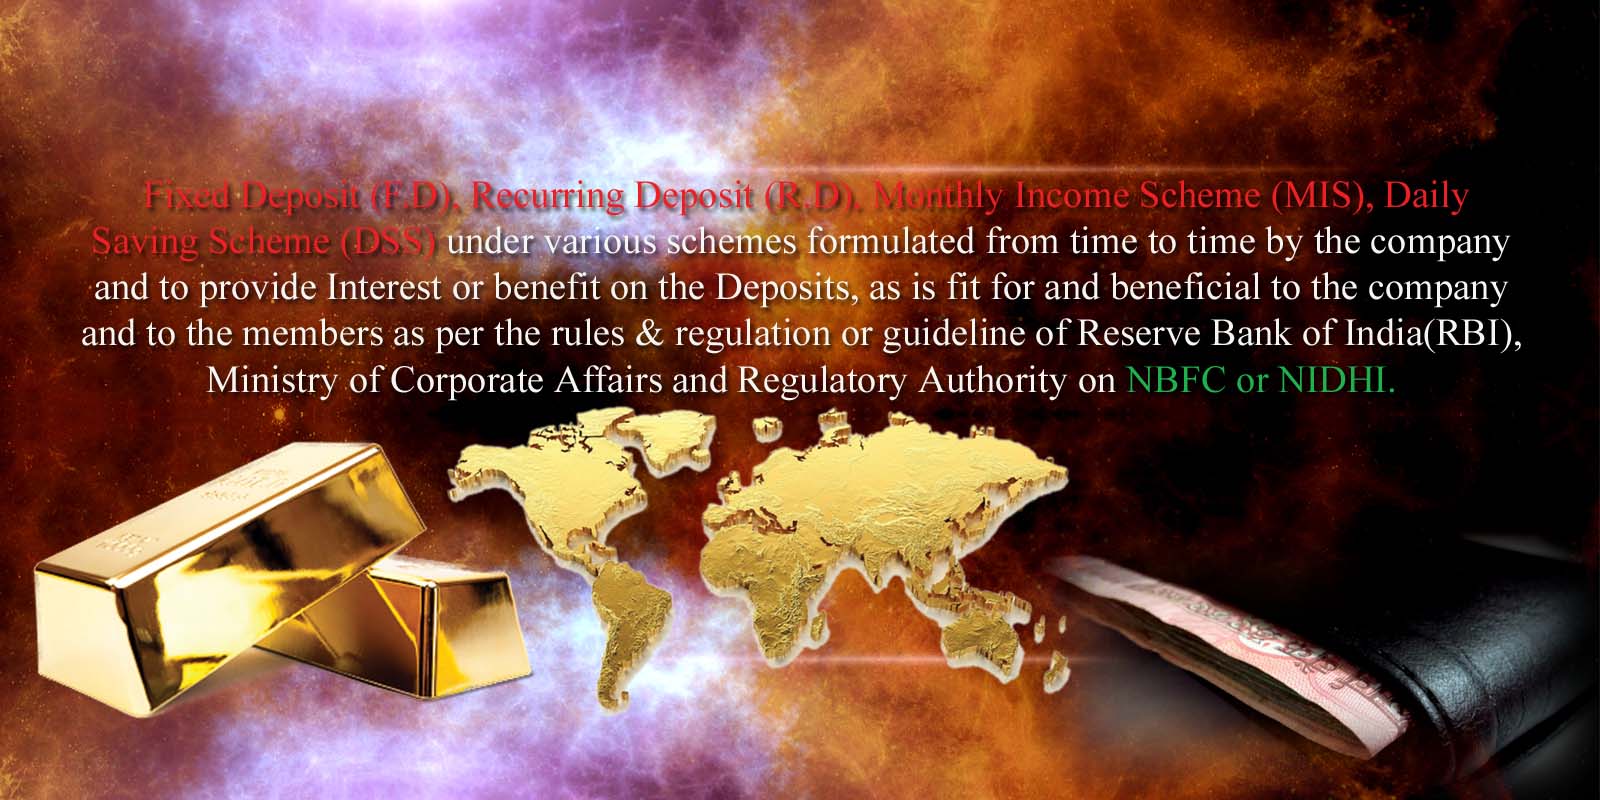 Fixed Deposit (F.D), Recurring Deposit (R.D), Monthly Income Scheme (MIS), Daily
Saving Scheme (DSS) under various schemes formulated from time to time by the company
and to provide Interest or benefit on the Deposits, as is fit for and beneficial to the company
and to the members as per the rules & regulation or guideline of Reserve Bank of India(RBI),
Ministry of Corporate Affairs and Regulatory Authority on NBFC or NIDHI.